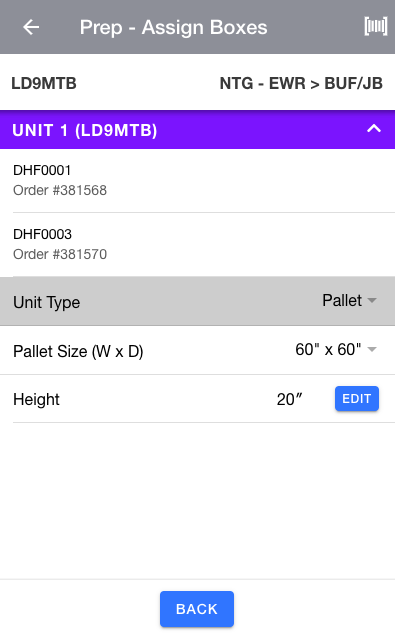 Prep - Assign Boxes
LD9MTB NTG - EWR > BUF/JB
UNIT 1 (LD9MTB)
DHF0001
Order #381568
DHF0003
Order #381570
Unit Type Pallet
Pallet Size (W x D) 60" x 60"
Height 20″ EDIT
BACK